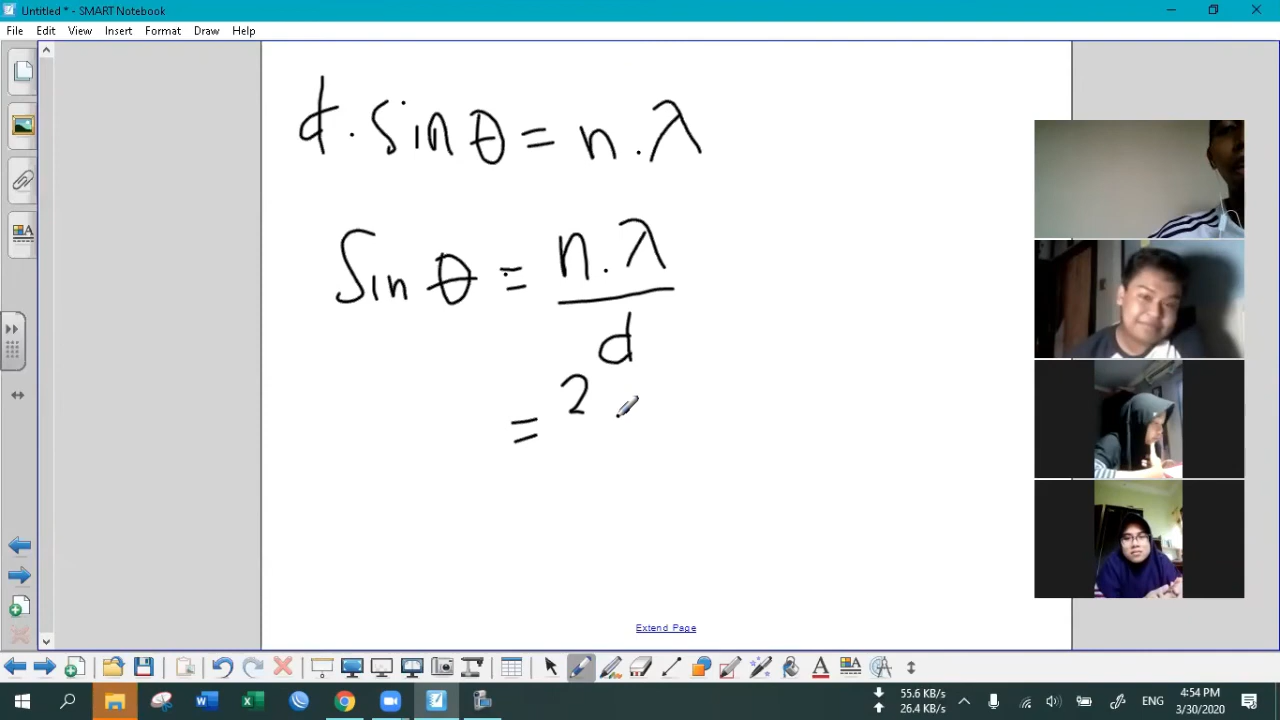 Untitled * - SMART Notebook
File Edit View Insert Format Draw Help
d . sin θ = n . λ
Sin θ = n . λ
d
= 2 .
Extend Page
55.6 KB/s
26.4 KB/s
ENG
4:54 PM
3/30/2020